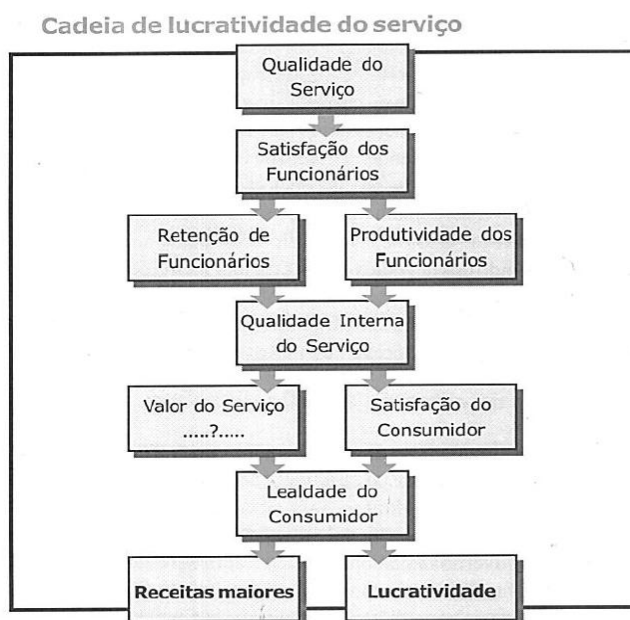 Cadeia de lucratividade do serviço
Qualidade do
Serviço
Satisfação dos
Funcionários
Retenção de
Funcionários
Produtividade dos
Funcionários
Qualidade Interna
do Serviço
Valor do Serviço
.....?.....
Satisfação do
Consumidor
Lealdade do
Consumidor
Receitas maiores
Lucratividade